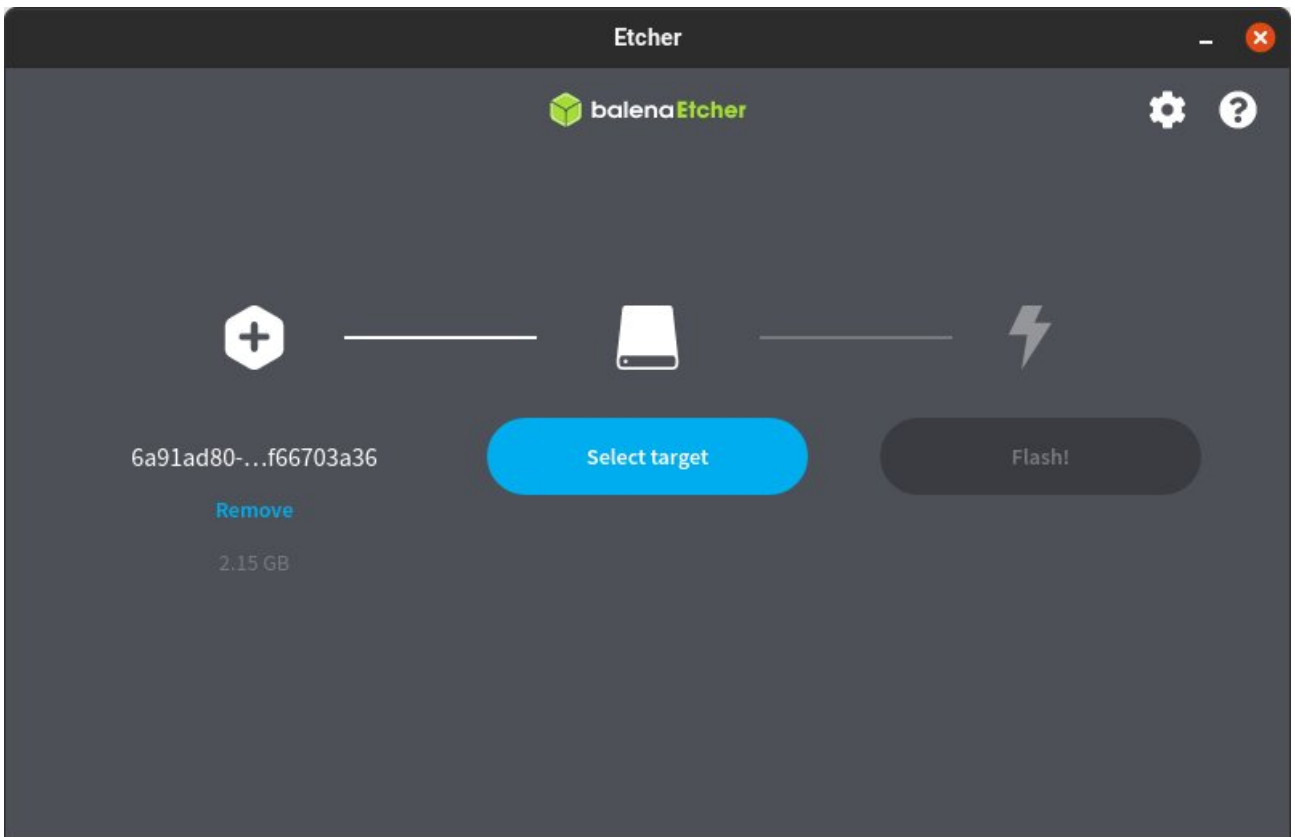 Etcher
balenaEtcher
6a91ad80-...f66703a36
Select target
Flash!
Remove
2.15 GB